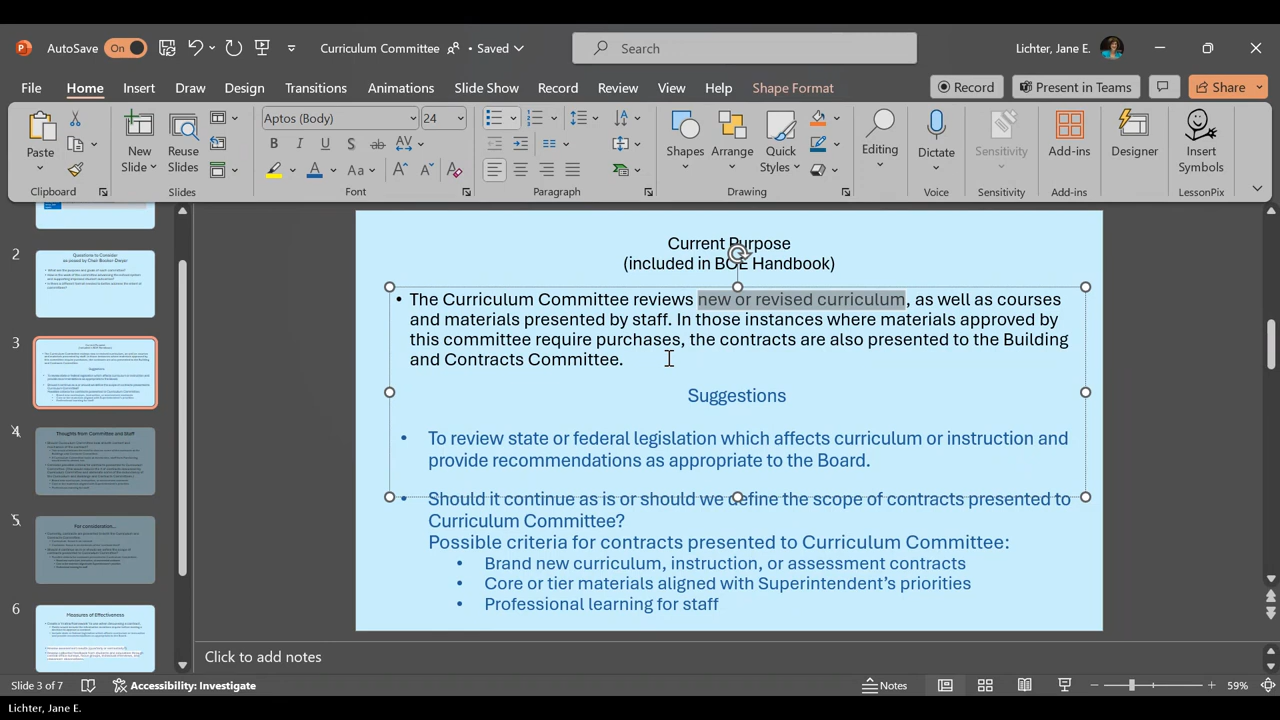 AutoSave On Curriculum Committee • Saved Search Lichter, Jane E.
File Home Insert Draw Design Transitions Animations Slide Show Record Review View Help Shape Format Record Present in Teams Share
Aptos (Body) 24
Paste New Slide Reuse Slides Shapes Arrange Quick Styles Editing Dictate Sensitivity Add-ins Designer Insert Symbols
Clipboard Slides Font Paragraph Drawing Voice Sensitivity Add-ins LessonPix
2
Questions to Consider
3
4
Thoughts from Committee and Staff
5
For consideration...
6
Measures of Effectiveness
Current Purpose
(included in BOE Handbook)
• The Curriculum Committee reviews new or revised curriculum, as well as courses
and materials presented by staff. In those instances where materials approved by
this committee require purchases, the contracts are also presented to the Building
and Contracts Committee.
Suggestions
• To review state or federal legislation which affects curriculum or instruction and
provide recommendations as appropriate to the Board.
• Should it continue as is or should we define the scope of contracts presented to
Curriculum Committee?
Possible criteria for contracts presented to Curriculum Committee:
• Brand new curriculum, instruction, or assessment contracts
• Core or tier materials aligned with Superintendent's priorities
• Professional learning for staff
Click to add notes
Slide 3 of 7 Accessibility: Investigate Notes 59%
Lichter, Jane E.